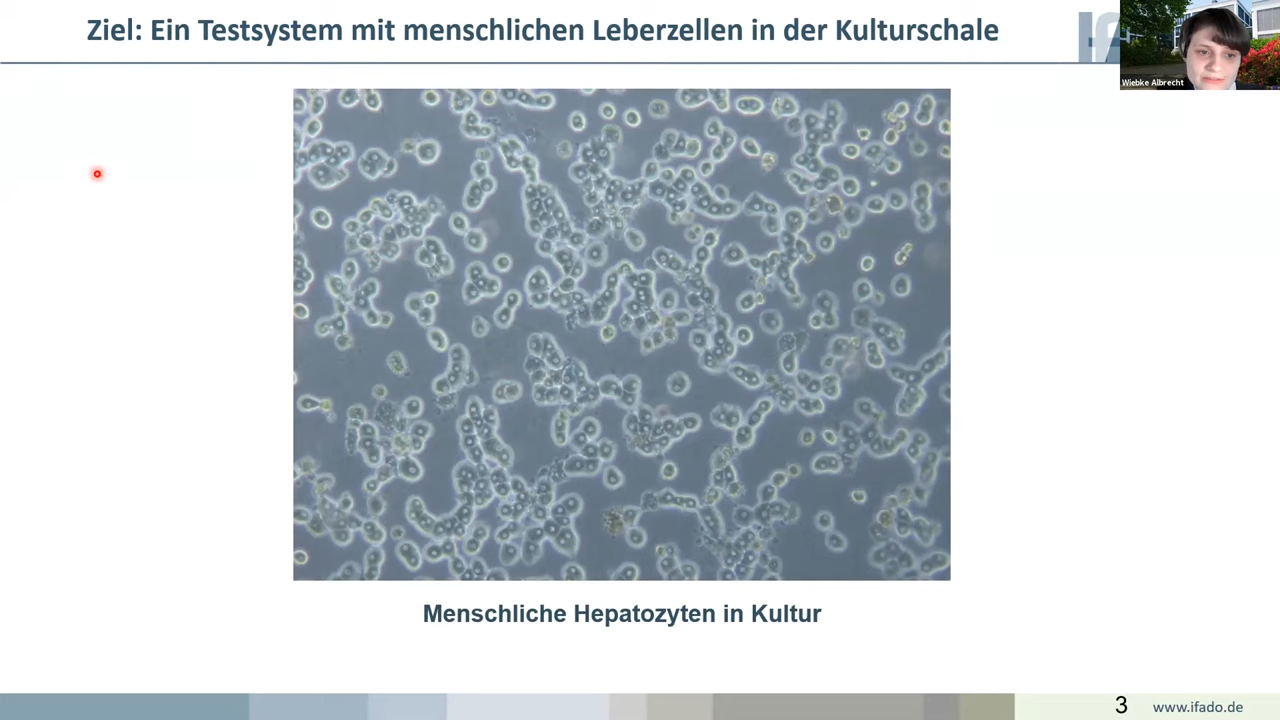 Ziel: Ein Testsystem mit menschlichen Leberzellen in der Kulturschale
Wiebke Albrecht
Menschliche Hepatozyten in Kultur
3 www.ifado.de